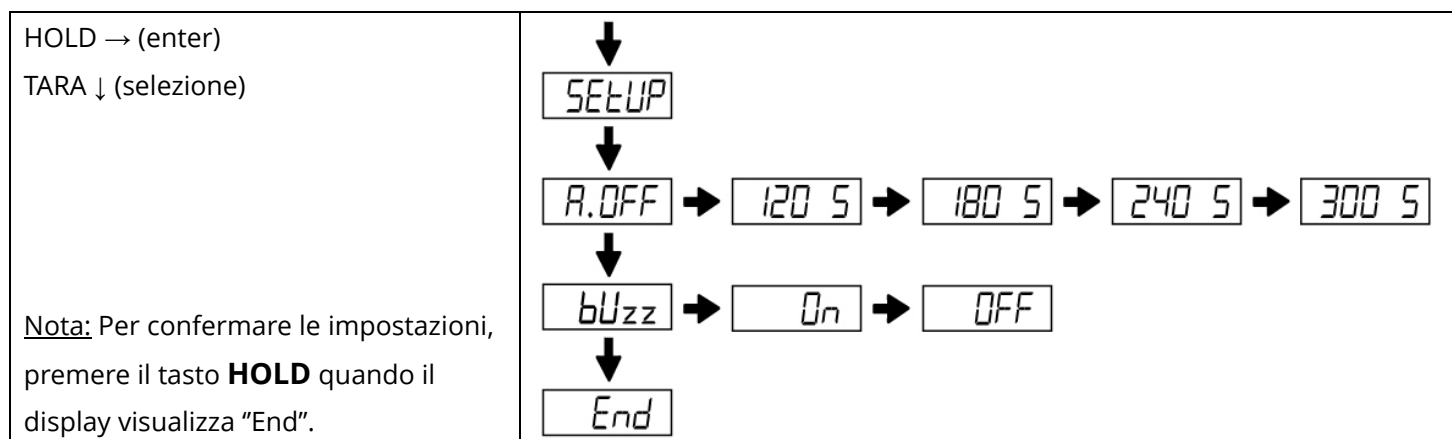 HOLD → (enter)
TARA ↓ (selezione)
Nota: Per confermare le impostazioni,
premere il tasto HOLD quando il
display visualizza “End”.
SEtUP
A.OFF 120 S 180 S 240 S 300 S
bUzz On OFF
End